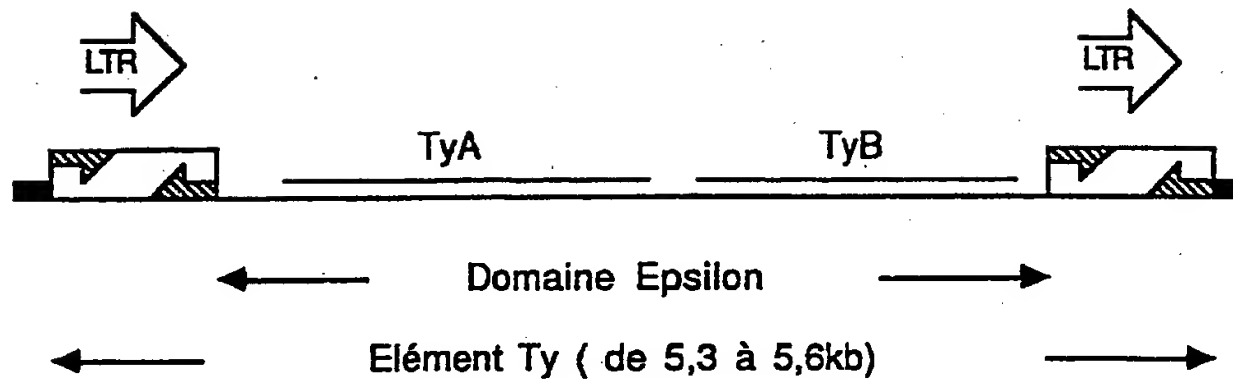 LTR LTR
TyA TyB
Domaine Epsilon
Elément Ty ( de 5,3 à 5,6kb)